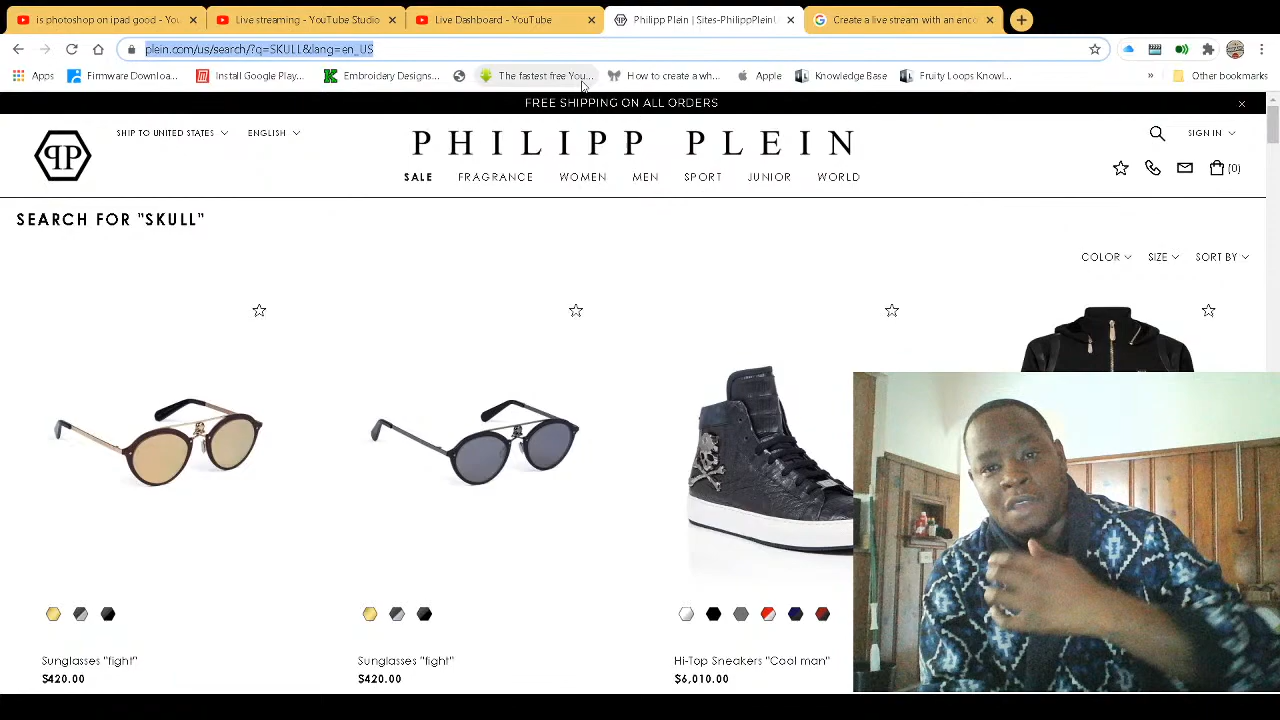 is photoshop on ipad good - You
Live streaming - YouTube Studio
Live Dashboard - YouTube
Philipp Plein | Sites-PhilippPleinU
Create a live stream with an enco
plein.com/us/search/?q=SKULL&lang=en_US
Apps
Firmware Downloa...
Install Google Play...
Embroidery Designs...
The fastest free You...
How to create a wh...
Apple
Knowledge Base
Fruity Loops Knowl...
»
Other bookmarks
FREE SHIPPING ON ALL ORDERS
SHIP TO UNITED STATES
ENGLISH
PHILIPP PLEIN
SIGN IN
SALE
FRAGRANCE
WOMEN
MEN
SPORT
JUNIOR
WORLD
(0)
SEARCH FOR "SKULL"
COLOR
SIZE
SORT BY
Sunglasses "fight"
Sunglasses "fight"
Hi-Top Sneakers "Cool man"
$420.00
$420.00
$6,010.00